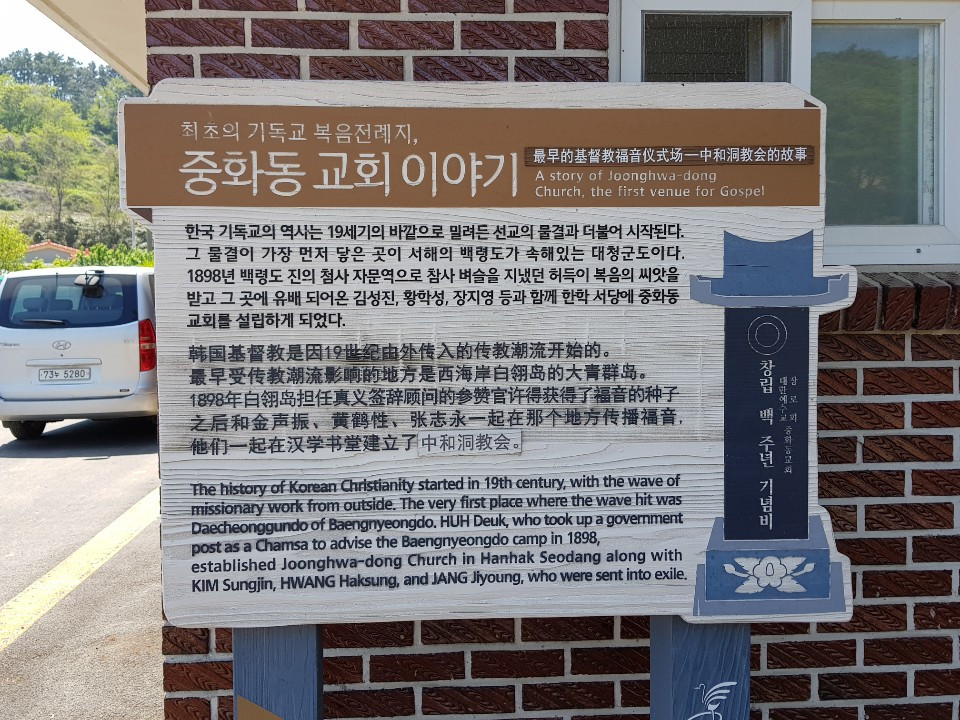 최초의 기독교 복음전례지,
중화동 교회 이야기
最早的基督教福音仪式场—中和洞教会的故事
A story of Joonghwa-dong
Church, the first venue for Gospel
한국 기독교의 역사는 19세기의 바깥으로 밀려든 선교의 물결과 더불어 시작된다.
그 물결이 가장 먼저 닿은 곳이 서해의 백령도가 속해있는 대청군도이다.
1898년 백령도 진의 첨사 자문역으로 참사 벼슬을 지냈던 허득이 복음의 씨앗을
받고 그 곳에 유배 되어온 김성진, 황학성, 장지영 등과 함께 한학 서당에 중화동
교회를 설립하게 되었다.
韩国基督教是因19世纪由外传入的传教潮流开始的。
最早受传教潮流影响的地方是西海岸白翎岛的大青群岛。
1898年白翎岛担任真义签辞顾问的参赞官许得获得了福音的种子
之后和金声振、黄鹤性、张志永一起在那个地方传播福音,
他们一起在汉学书堂建立了中和洞教会。
The history of Korean Christianity started in 19th century, with the wave of
missionary work from outside. The very first place where the wave hit was
Daecheonggundo of Baengnyeongdo. HUH Deuk, who took up a government
post as a Chamsa to advise the Baengnyeongdo camp in 1898,
established Joonghwa-dong Church in Hanhak Seodang along with
KIM Sungjin, HWANG Haksung, and JANG Jiyoung, who were sent into exile.
대한예수교
장로회
중화동교회
창립 백 주년 기념비
73누 5280